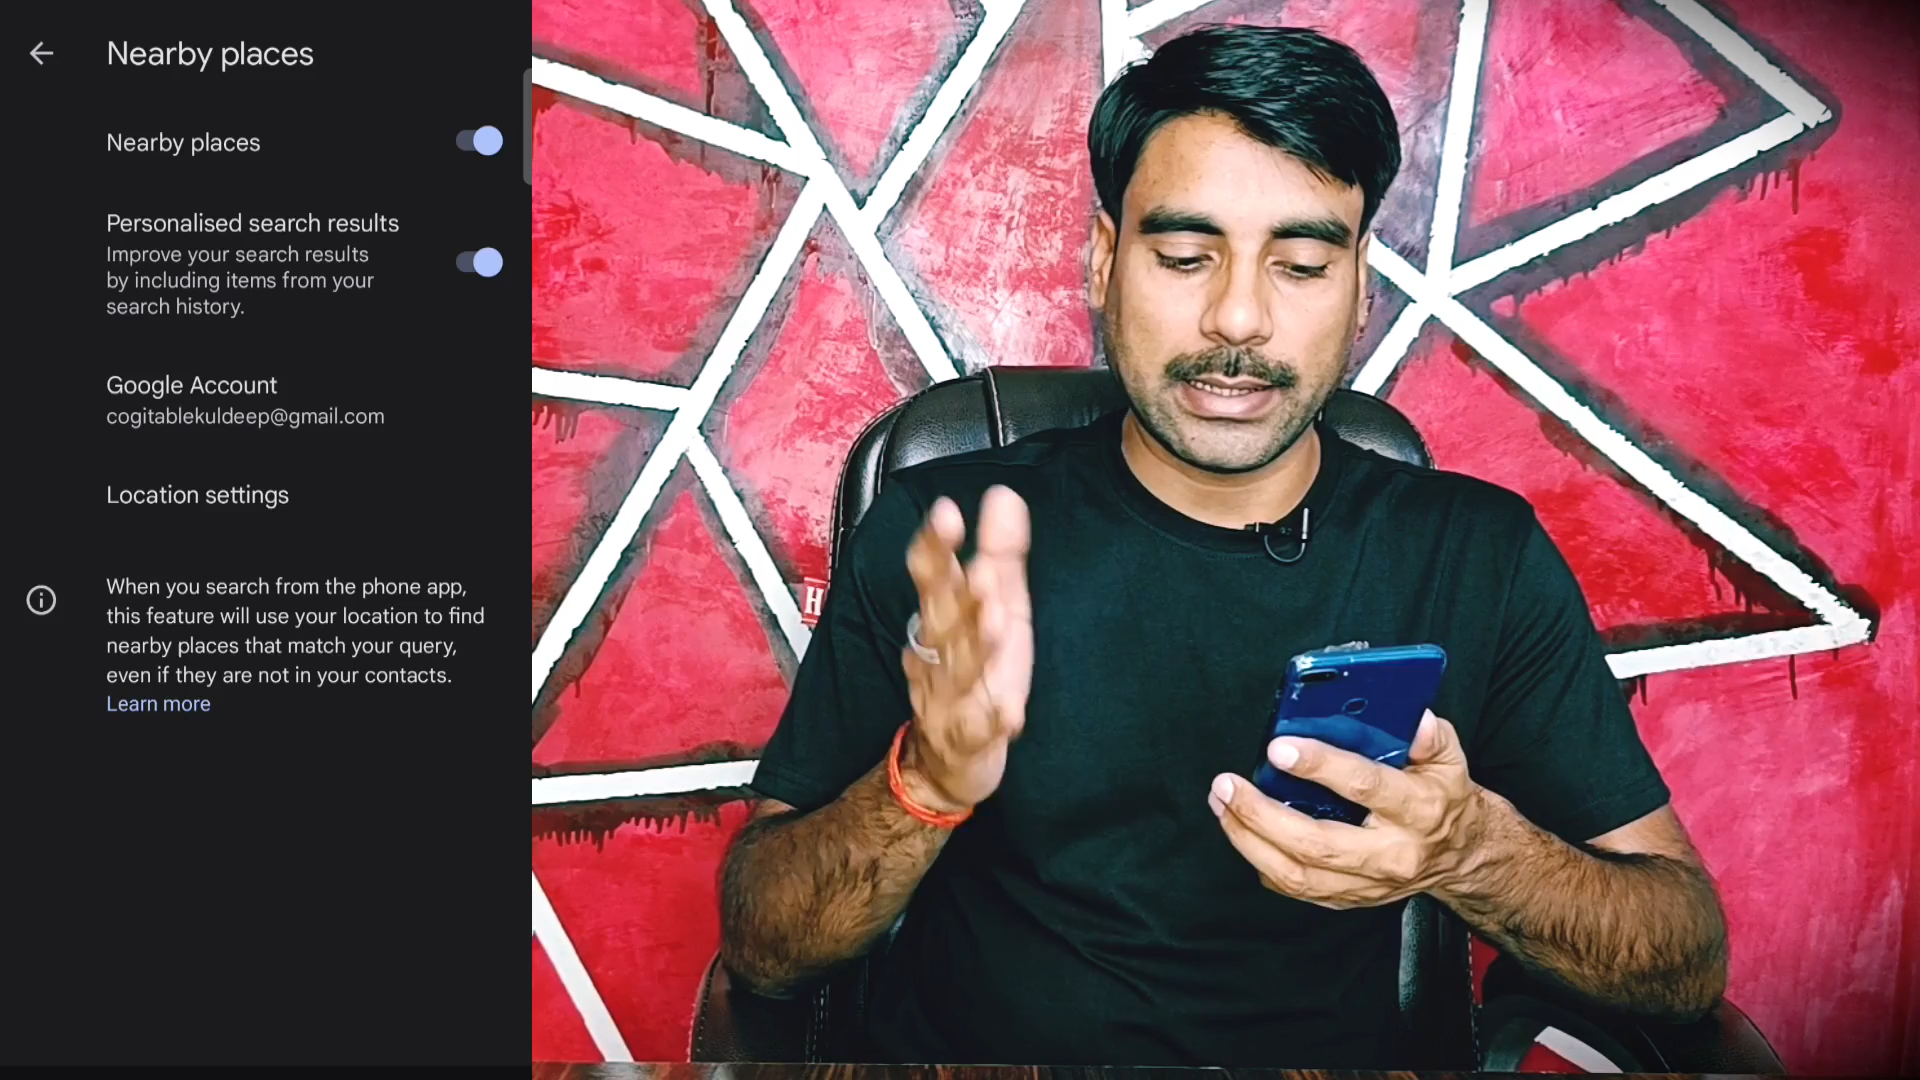 Nearby places
Nearby places
Personalised search results
Improve your search results
by including items from your
search history.
Google Account
cogitablekuldeep@gmail.com
Location settings
When you search from the phone app,
this feature will use your location to find
nearby places that match your query,
even if they are not in your contacts.
Learn more
H